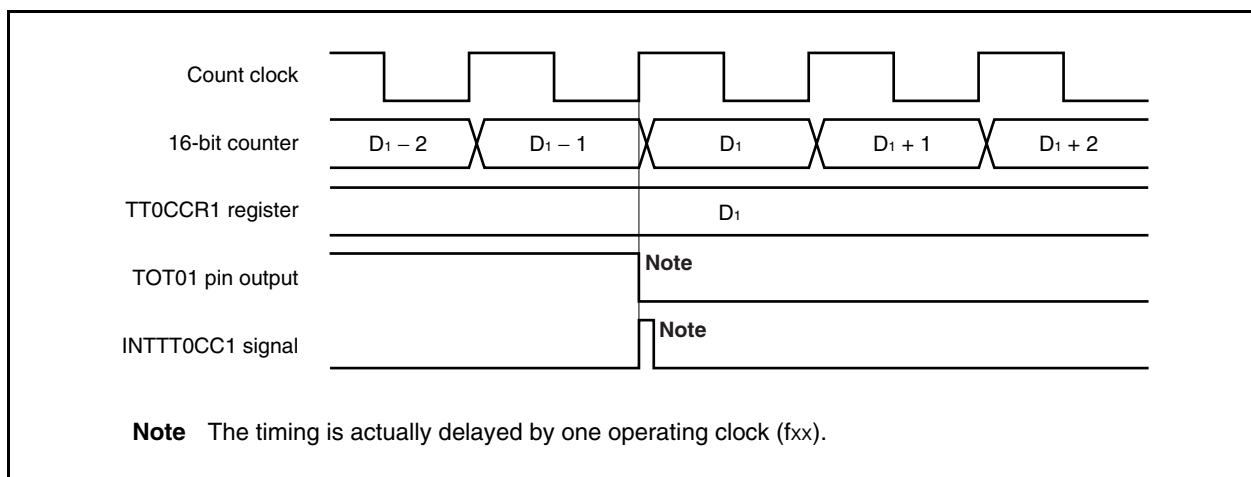 Count clock
16-bit counter
D1 – 2
D1 – 1
D1
D1 + 1
D1 + 2
TT0CCR1 register
D1
TOT01 pin output
Note
INTTT0CC1 signal
Note
Note The timing is actually delayed by one operating clock (fxx).